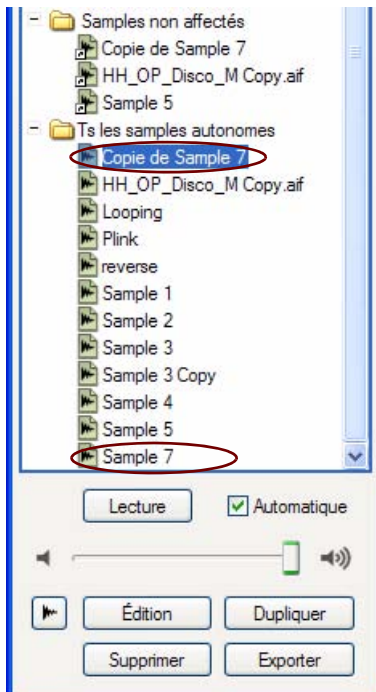 Samples non affectés
Copie de Sample 7
HH_OP_Disco_M Copy.aif
Sample 5
Ts les samples autonomes
Copie de Sample 7
HH_OP_Disco_M Copy.aif
Looping
Plink
reverse
Sample 1
Sample 2
Sample 3
Sample 3 Copy
Sample 4
Sample 5
Sample 7
Lecture Automatique
Édition Dupliquer
Supprimer Exporter